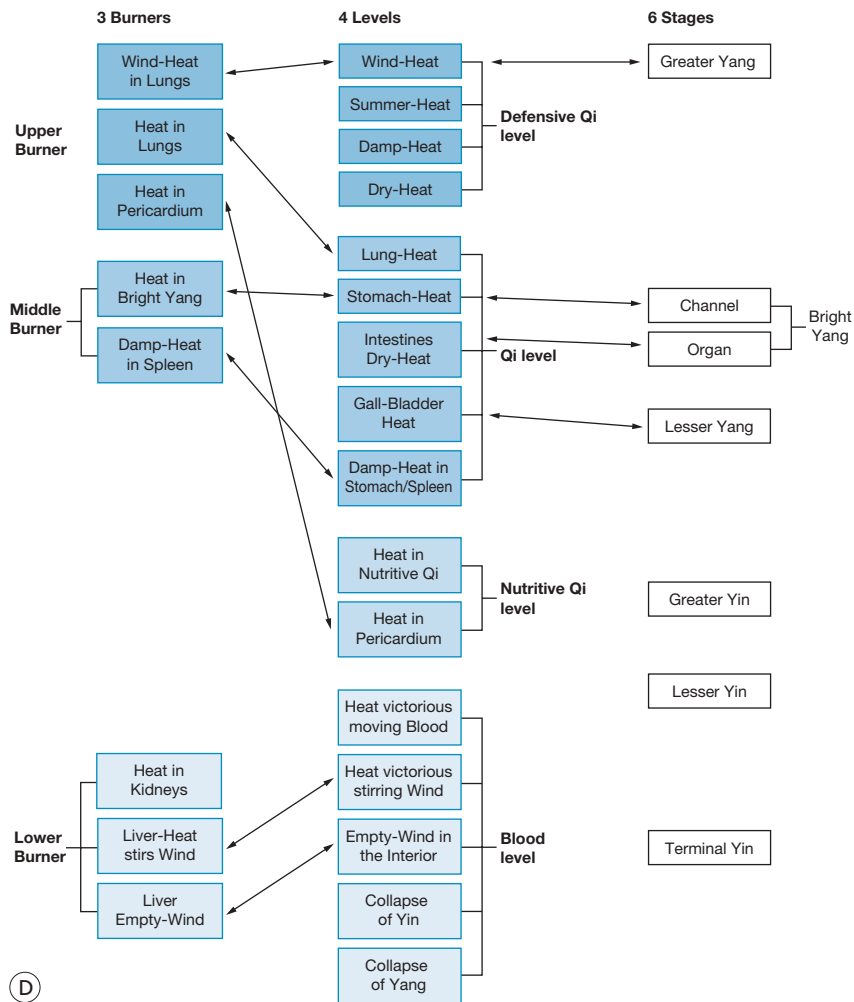 3 Burners
4 Levels
6 Stages
Upper
Burner
Wind-Heat
in Lungs
Heat in
Lungs
Heat in
Pericardium
Middle
Burner
Heat in
Bright Yang
Damp-Heat
in Spleen
Lower
Burner
Heat in
Kidneys
Liver-Heat
stirs Wind
Liver
Empty-Wind
Wind-Heat
Summer-Heat
Damp-Heat
Dry-Heat
Defensive Qi
level
Lung-Heat
Stomach-Heat
Intestines
Dry-Heat
Gall-Bladder
Heat
Damp-Heat in
Stomach/Spleen
Qi level
Heat in
Nutritive Qi
Heat in
Pericardium
Nutritive Qi
level
Heat victorious
moving Blood
Heat victorious
stirring Wind
Empty-Wind in
the Interior
Collapse
of Yin
Collapse
of Yang
Blood
level
Greater Yang
Channel
Organ
Bright
Yang
Lesser Yang
Greater Yin
Lesser Yin
Terminal Yin
D